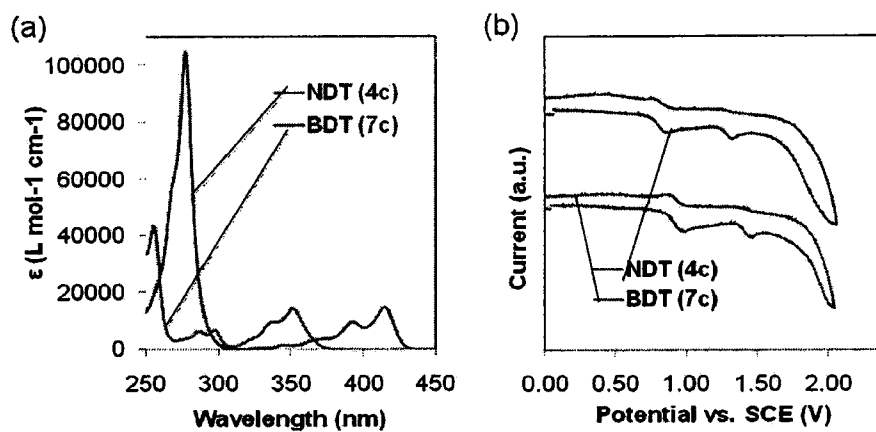 (a)
100000
80000
60000
40000
20000
0
ε (L mol-1 cm-1)
NDT (4c)
BDT (7c)
250 300 350 400 450
Wavelength (nm)
(b)
Current (a.u.)
NDT (4c)
BDT (7c)
0.00 0.50 1.00 1.50 2.00
Potential vs. SCE (V)